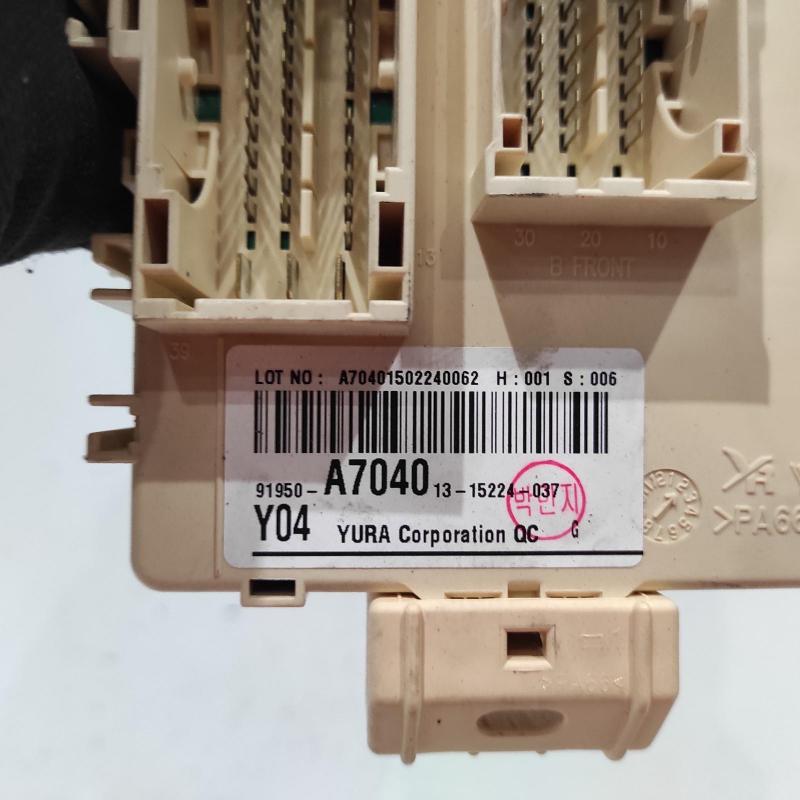 13
30 20 10
B FRONT
39
LOT NO : A70401502240062 H : 001 S : 006
91950-A7040 13-15224-037
박민지
Y04 YURA Corporation QC G
>PA66
>PA66<